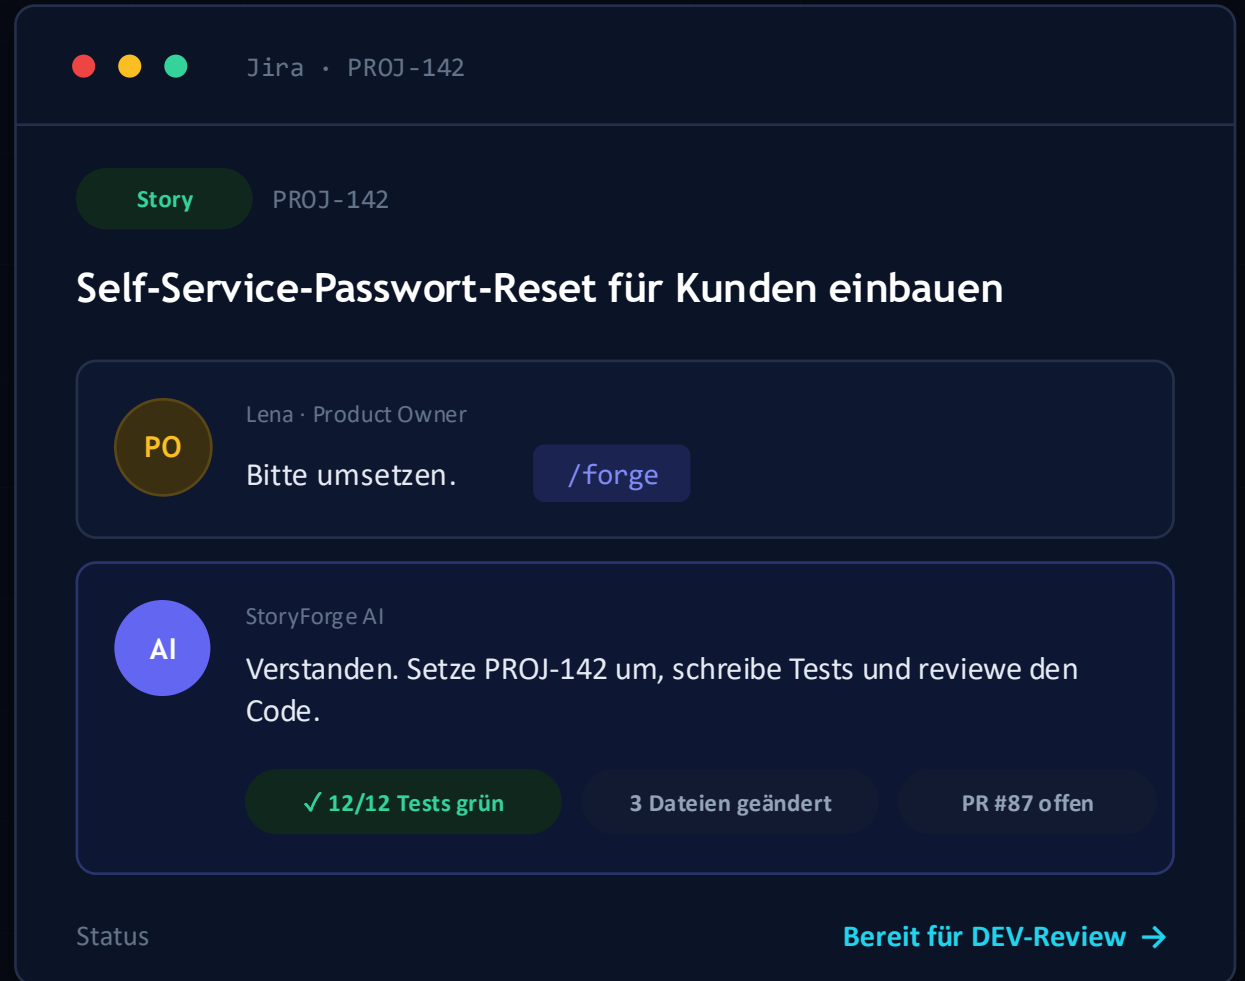 Jira · PROJ-142
Story PROJ-142
Self-Service-Passwort-Reset für Kunden einbauen
PO
Lena · Product Owner
Bitte umsetzen. /forge
AI
StoryForge AI
Verstanden. Setze PROJ-142 um, schreibe Tests und reviewe den
Code.
✓ 12/12 Tests grün 3 Dateien geändert PR #87 offen
Status Bereit für DEV-Review →